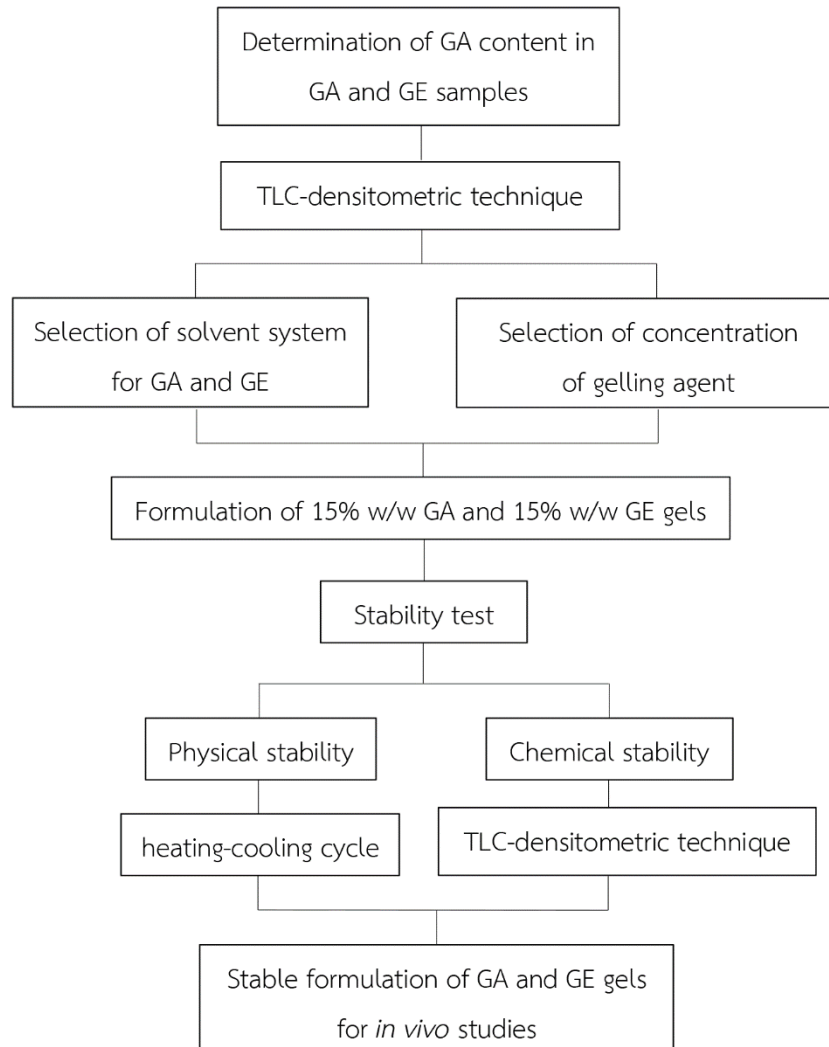 Determination of GA content in
GA and GE samples
TLC-densitometric technique
Selection of solvent system
for GA and GE
Selection of concentration
of gelling agent
Formulation of 15% w/w GA and 15% w/w GE gels
Stability test
Physical stability
Chemical stability
heating-cooling cycle
TLC-densitometric technique
Stable formulation of GA and GE gels
for in vivo studies